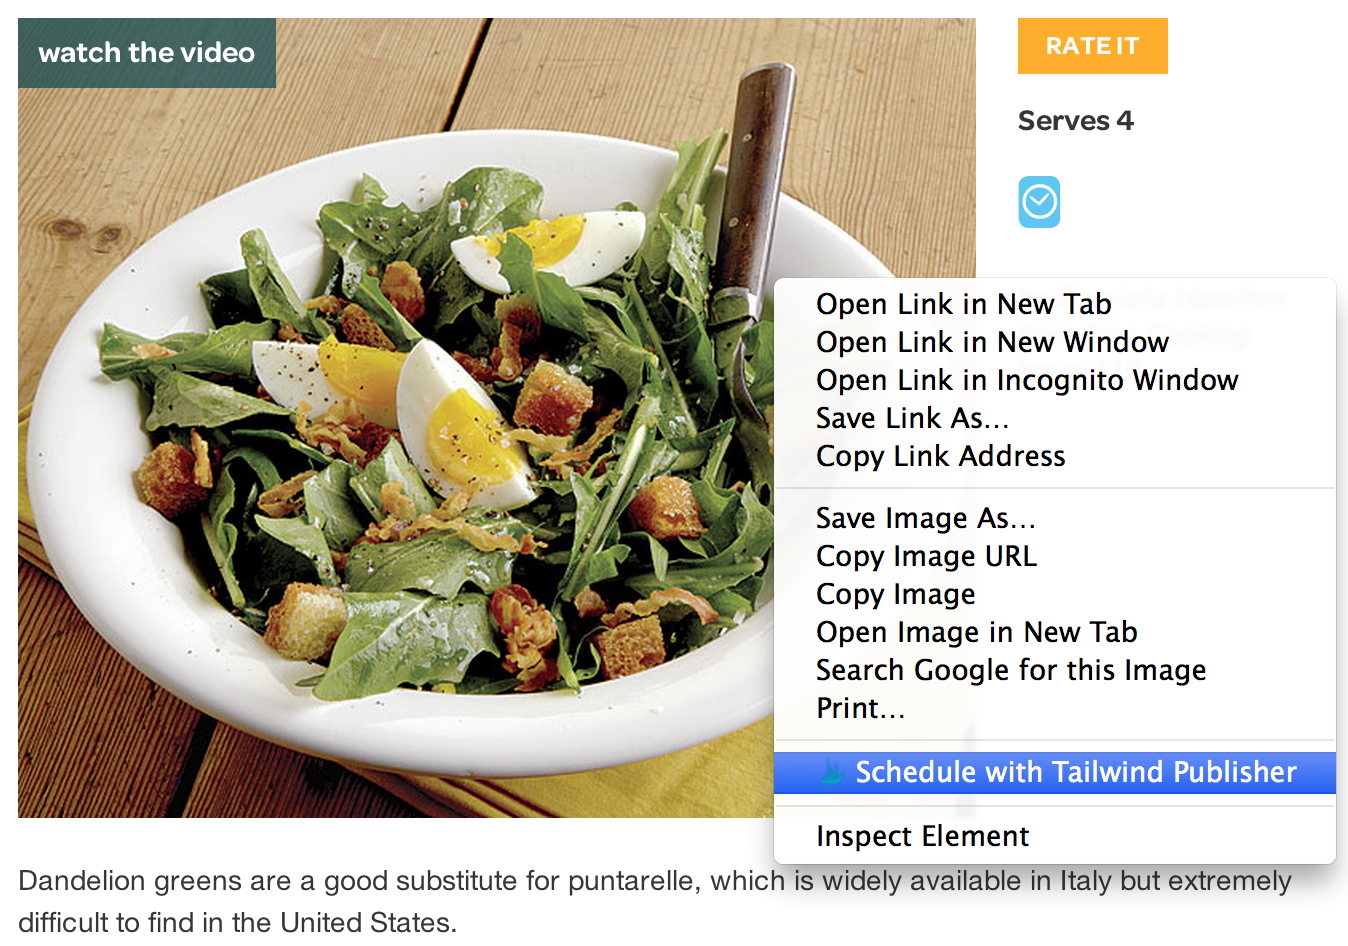 watch the video
RATE IT
Serves 4
Hamilton
Open Link in New Tab
Open Link in New Window
Open Link in Incognito Window
Save Link As...
Copy Link Address
Save Image As...
Copy Image URL
Copy Image
Open Image in New Tab
Search Google for this Image
Print...
Schedule with Tailwind Publisher
Inspect Element
Dandelion greens are a good substitute for puntarelle, which is widely available in Italy but extremely
difficult to find in the United States.